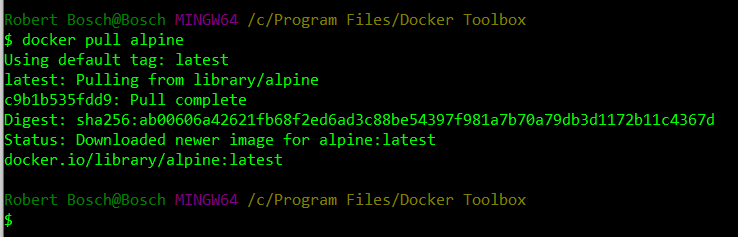 Robert Bosch@Bosch MINGW64 /c/Program Files/Docker Toolbox
$ docker pull alpine
Using default tag: latest
latest: Pulling from library/alpine
c9b1b535fdd9: Pull complete
Digest: sha256:ab00606a42621fb68f2ed6ad3c88be54397f981a7b70a79db3d1172b11c4367d
Status: Downloaded newer image for alpine:latest
docker.io/library/alpine:latest
Robert Bosch@Bosch MINGW64 /c/Program Files/Docker Toolbox
$